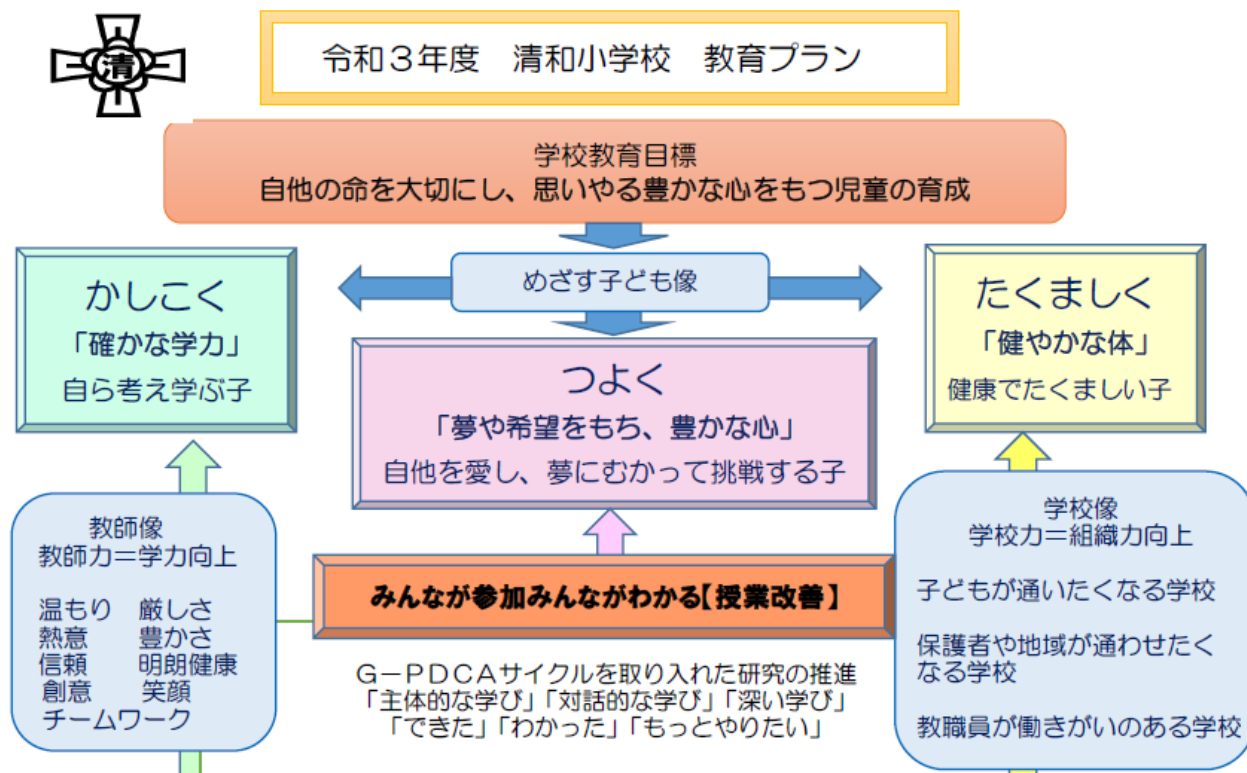 清
令和３年度　清和小学校　教育プラン
学校教育目標
自他の命を大切にし、思いやる豊かな心をもつ児童の育成
めざす子ども像
かしこく
「確かな学力」
自ら考え学ぶ子
つよく
「夢や希望をもち、豊かな心」
自他を愛し、夢にむかって挑戦する子
たくましく
「健やかな体」
健康でたくましい子
教師像
教師力＝学力向上
温もり　厳しさ
熱意　豊かさ
信頼　明朗健康
創意　笑顔
チームワーク
みんなが参加みんながわかる【授業改善】
Ｇ－ＰＤＣＡサイクルを取り入れた研究の推進
「主体的な学び」「対話的な学び」「深い学び」
「できた」「わかった」「もっとやりたい」
学校像
学校力＝組織力向上
子どもが通いたくなる学校
保護者や地域が通わせたく
なる学校
教職員が働きがいのある学校